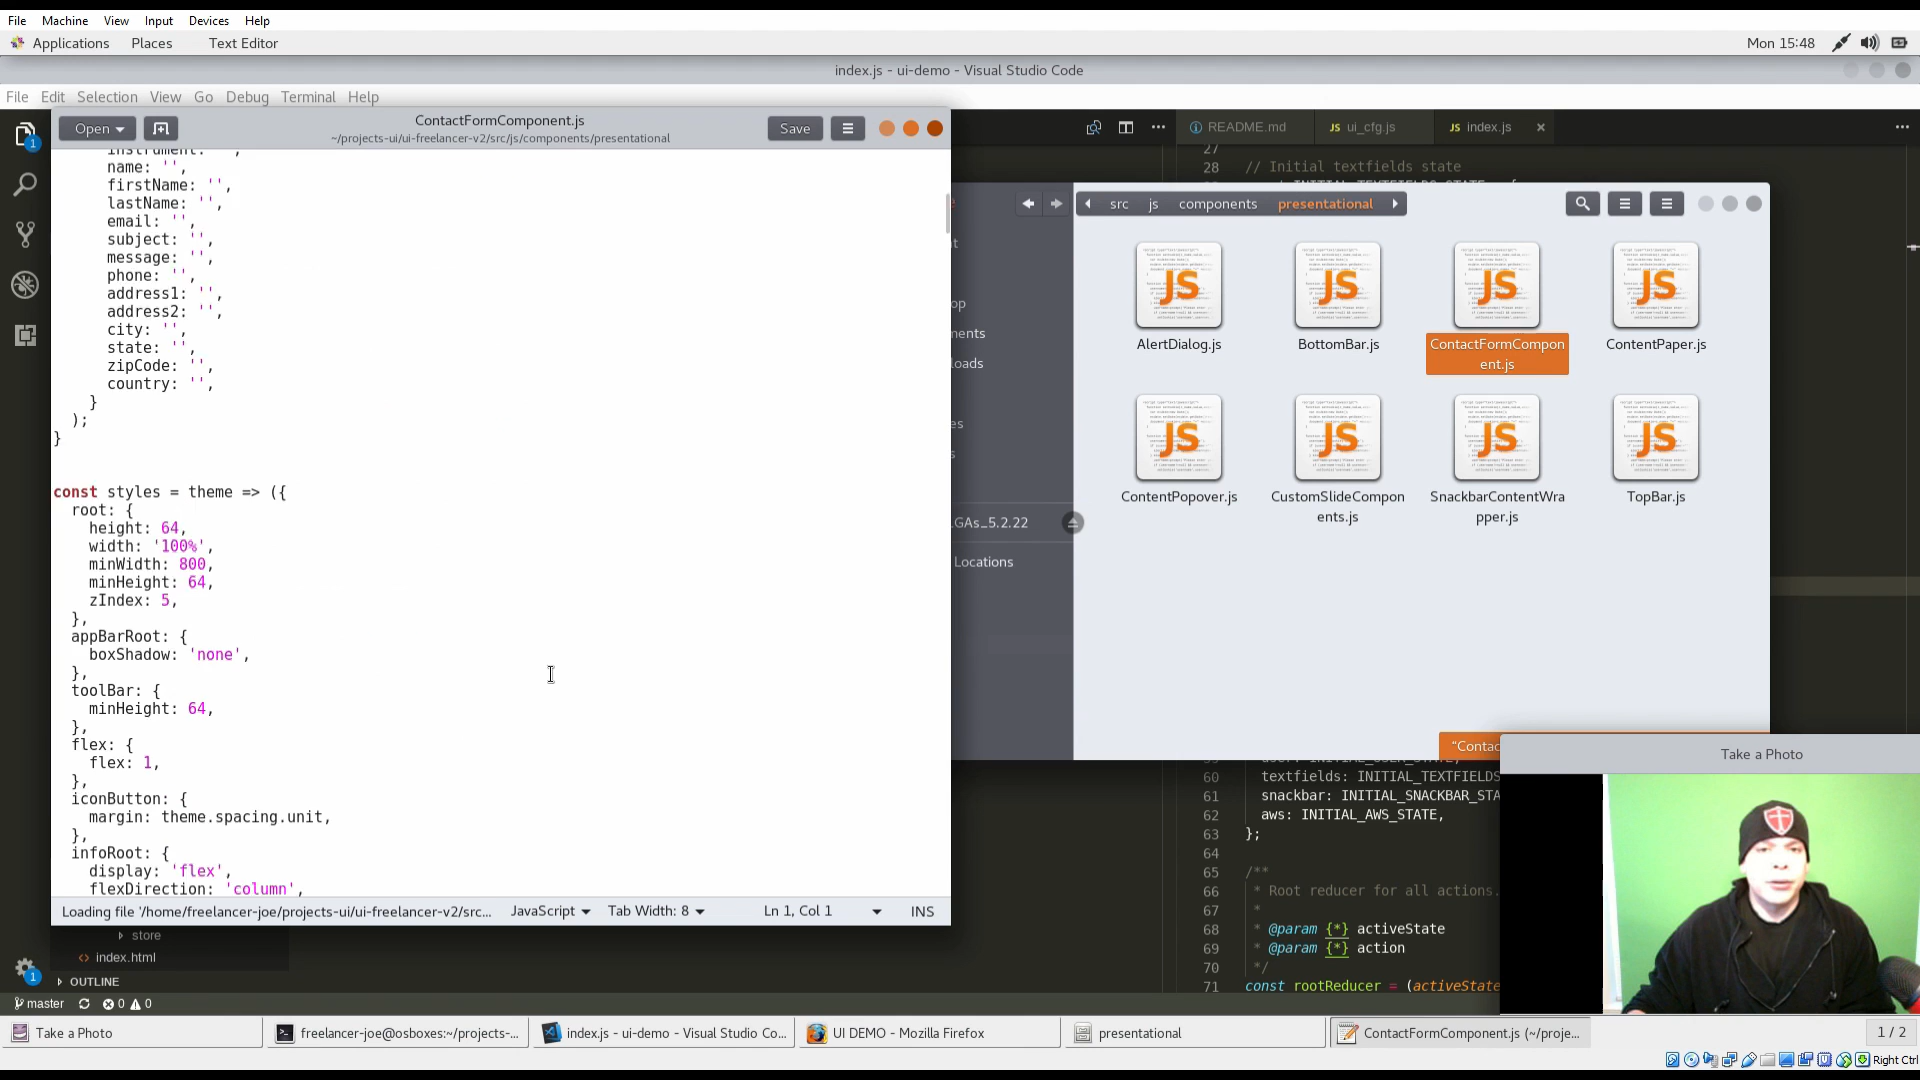 File Machine View Input Devices Help
Applications Places Text Editor Mon 15:48
index.js - ui-demo - Visual Studio Code
File Edit Selection View Go Debug Terminal Help
Open ContactFormComponent.js Save
~/projects-ui/ui-freelancer-v2/src/js/components/presentational
name: '',
firstName: '',
lastName: '',
email: '',
subject: '',
message: '',
phone: '',
address1: '',
address2: '',
city: '',
state: '',
zipCode: '',
country: '',
}
);
}
const styles = theme => ({
root: {
height: 64,
width: '100%',
minWidth: 800,
minHeight: 64,
zIndex: 5,
},
appBarRoot: {
boxShadow: 'none',
},
toolBar: {
minHeight: 64,
},
flex: {
flex: 1,
},
iconButton: {
margin: theme.spacing.unit,
},
infoRoot: {
display: 'flex',
flexDirection: 'column',
Loading file '/home/freelancer-joe/projects-ui/ui-freelancer-v2/src... JavaScript Tab Width: 8 Ln 1, Col 1 INS
store
<> index.html
OUTLINE
master 0 0
1
1
README.md JS ui_cfg.js JS index.js
27
28 // Initial textfields state
src js components presentational
JS JS JS JS
AlertDialog.js BottomBar.js ContactFormCompon
ent.js ContentPaper.js
JS JS JS JS
ContentPopover.js CustomSlideCompon
ents.js SnackbarContentWra
pper.js TopBar.js
GAs_5.2.22
Locations
"Contac
Take a Photo
60 textfields: INITIAL_TEXTFIELDS
61 snackbar: INITIAL_SNACKBAR_STA
62 aws: INITIAL_AWS_STATE,
63 };
64
65 /**
66 * Root reducer for all actions.
67 *
68 * @param {*} activeState
69 * @param {*} action
70 */
71 const rootReducer = (activeState
Take a Photo freelancer-joe@osboxes:~/projects-... index.js - ui-demo - Visual Studio Co... UI DEMO - Mozilla Firefox presentational ContactFormComponent.js (~/proje... 1 / 2
Right Ctrl